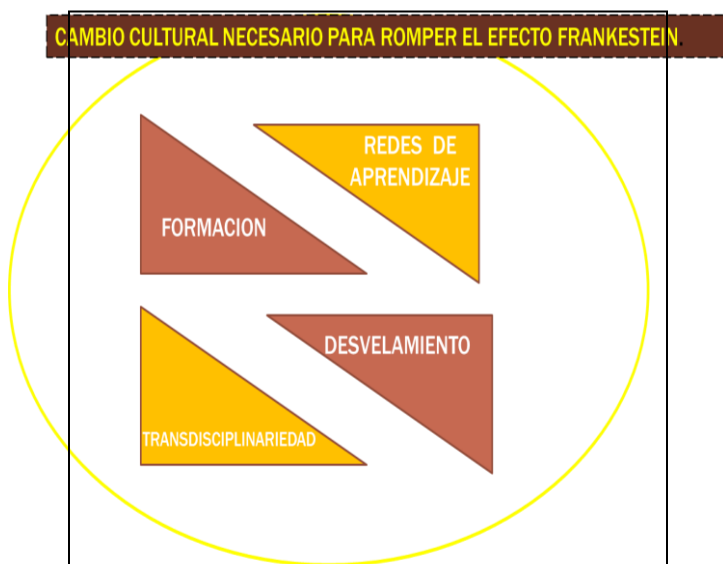 CAMBIO CULTURAL NECESARIO PARA ROMPER EL EFECTO FRANKESTEIN.
REDES DE
APRENDIZAJE
FORMACION
DESVELAMIENTO
TRANSDISCIPLINARIEDAD